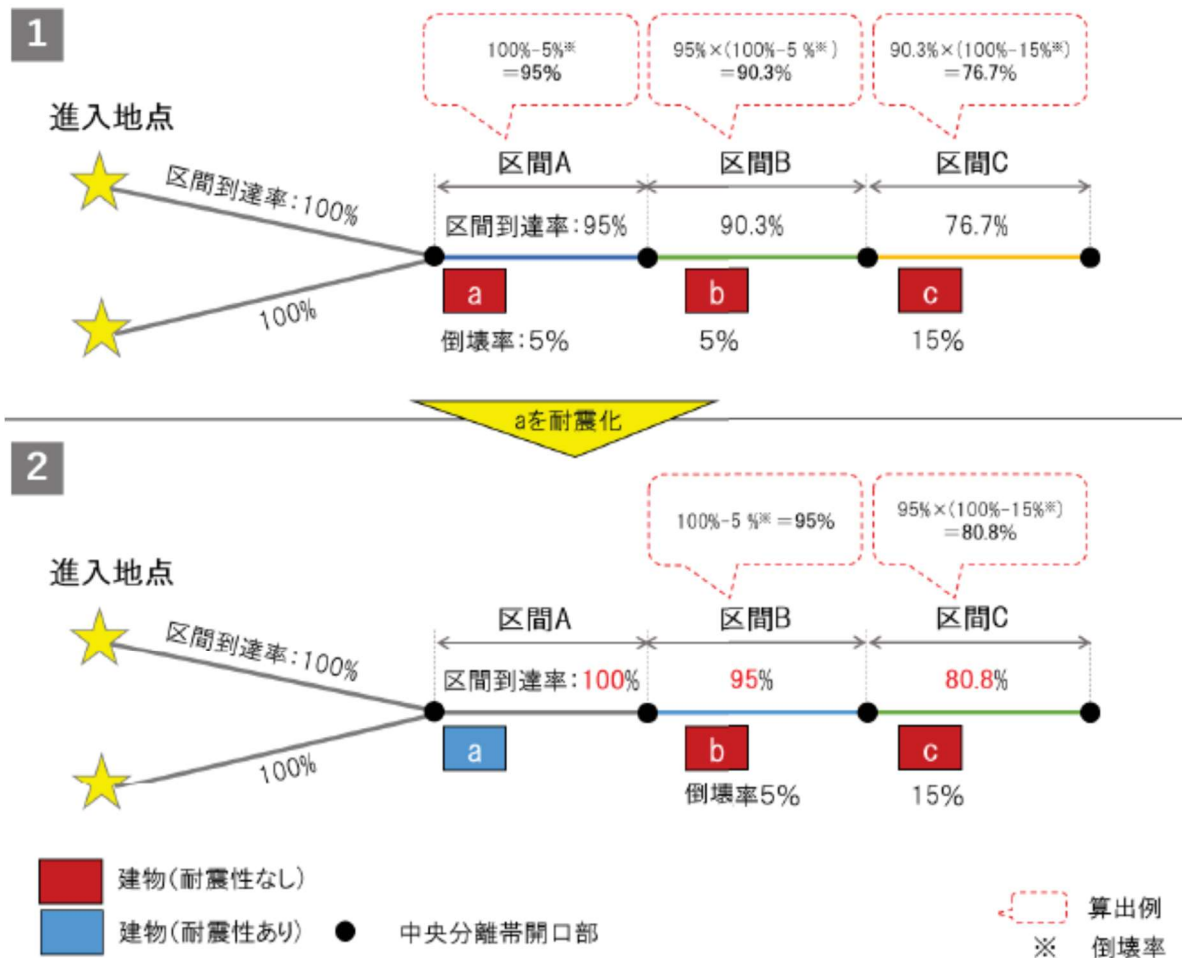 1
100%-5%※
=95%
95%×(100%-5 %※)
=90.3%
90.3%×(100%-15%※)
=76.7%
進入地点
区間A
区間B
区間C
区間到達率:100%
区間到達率:95%
90.3%
76.7%
100%
a
b
c
倒壊率:5%
5%
15%
aを耐震化
2
100%-5 %※ =95%
95%×(100%-15%※)
=80.8%
進入地点
区間A
区間B
区間C
区間到達率:100%
区間到達率:100%
95%
80.8%
100%
a
b
c
倒壊率5%
15%
建物(耐震性なし)
建物(耐震性あり)
中央分離帯開口部
算出例
※ 倒壊率